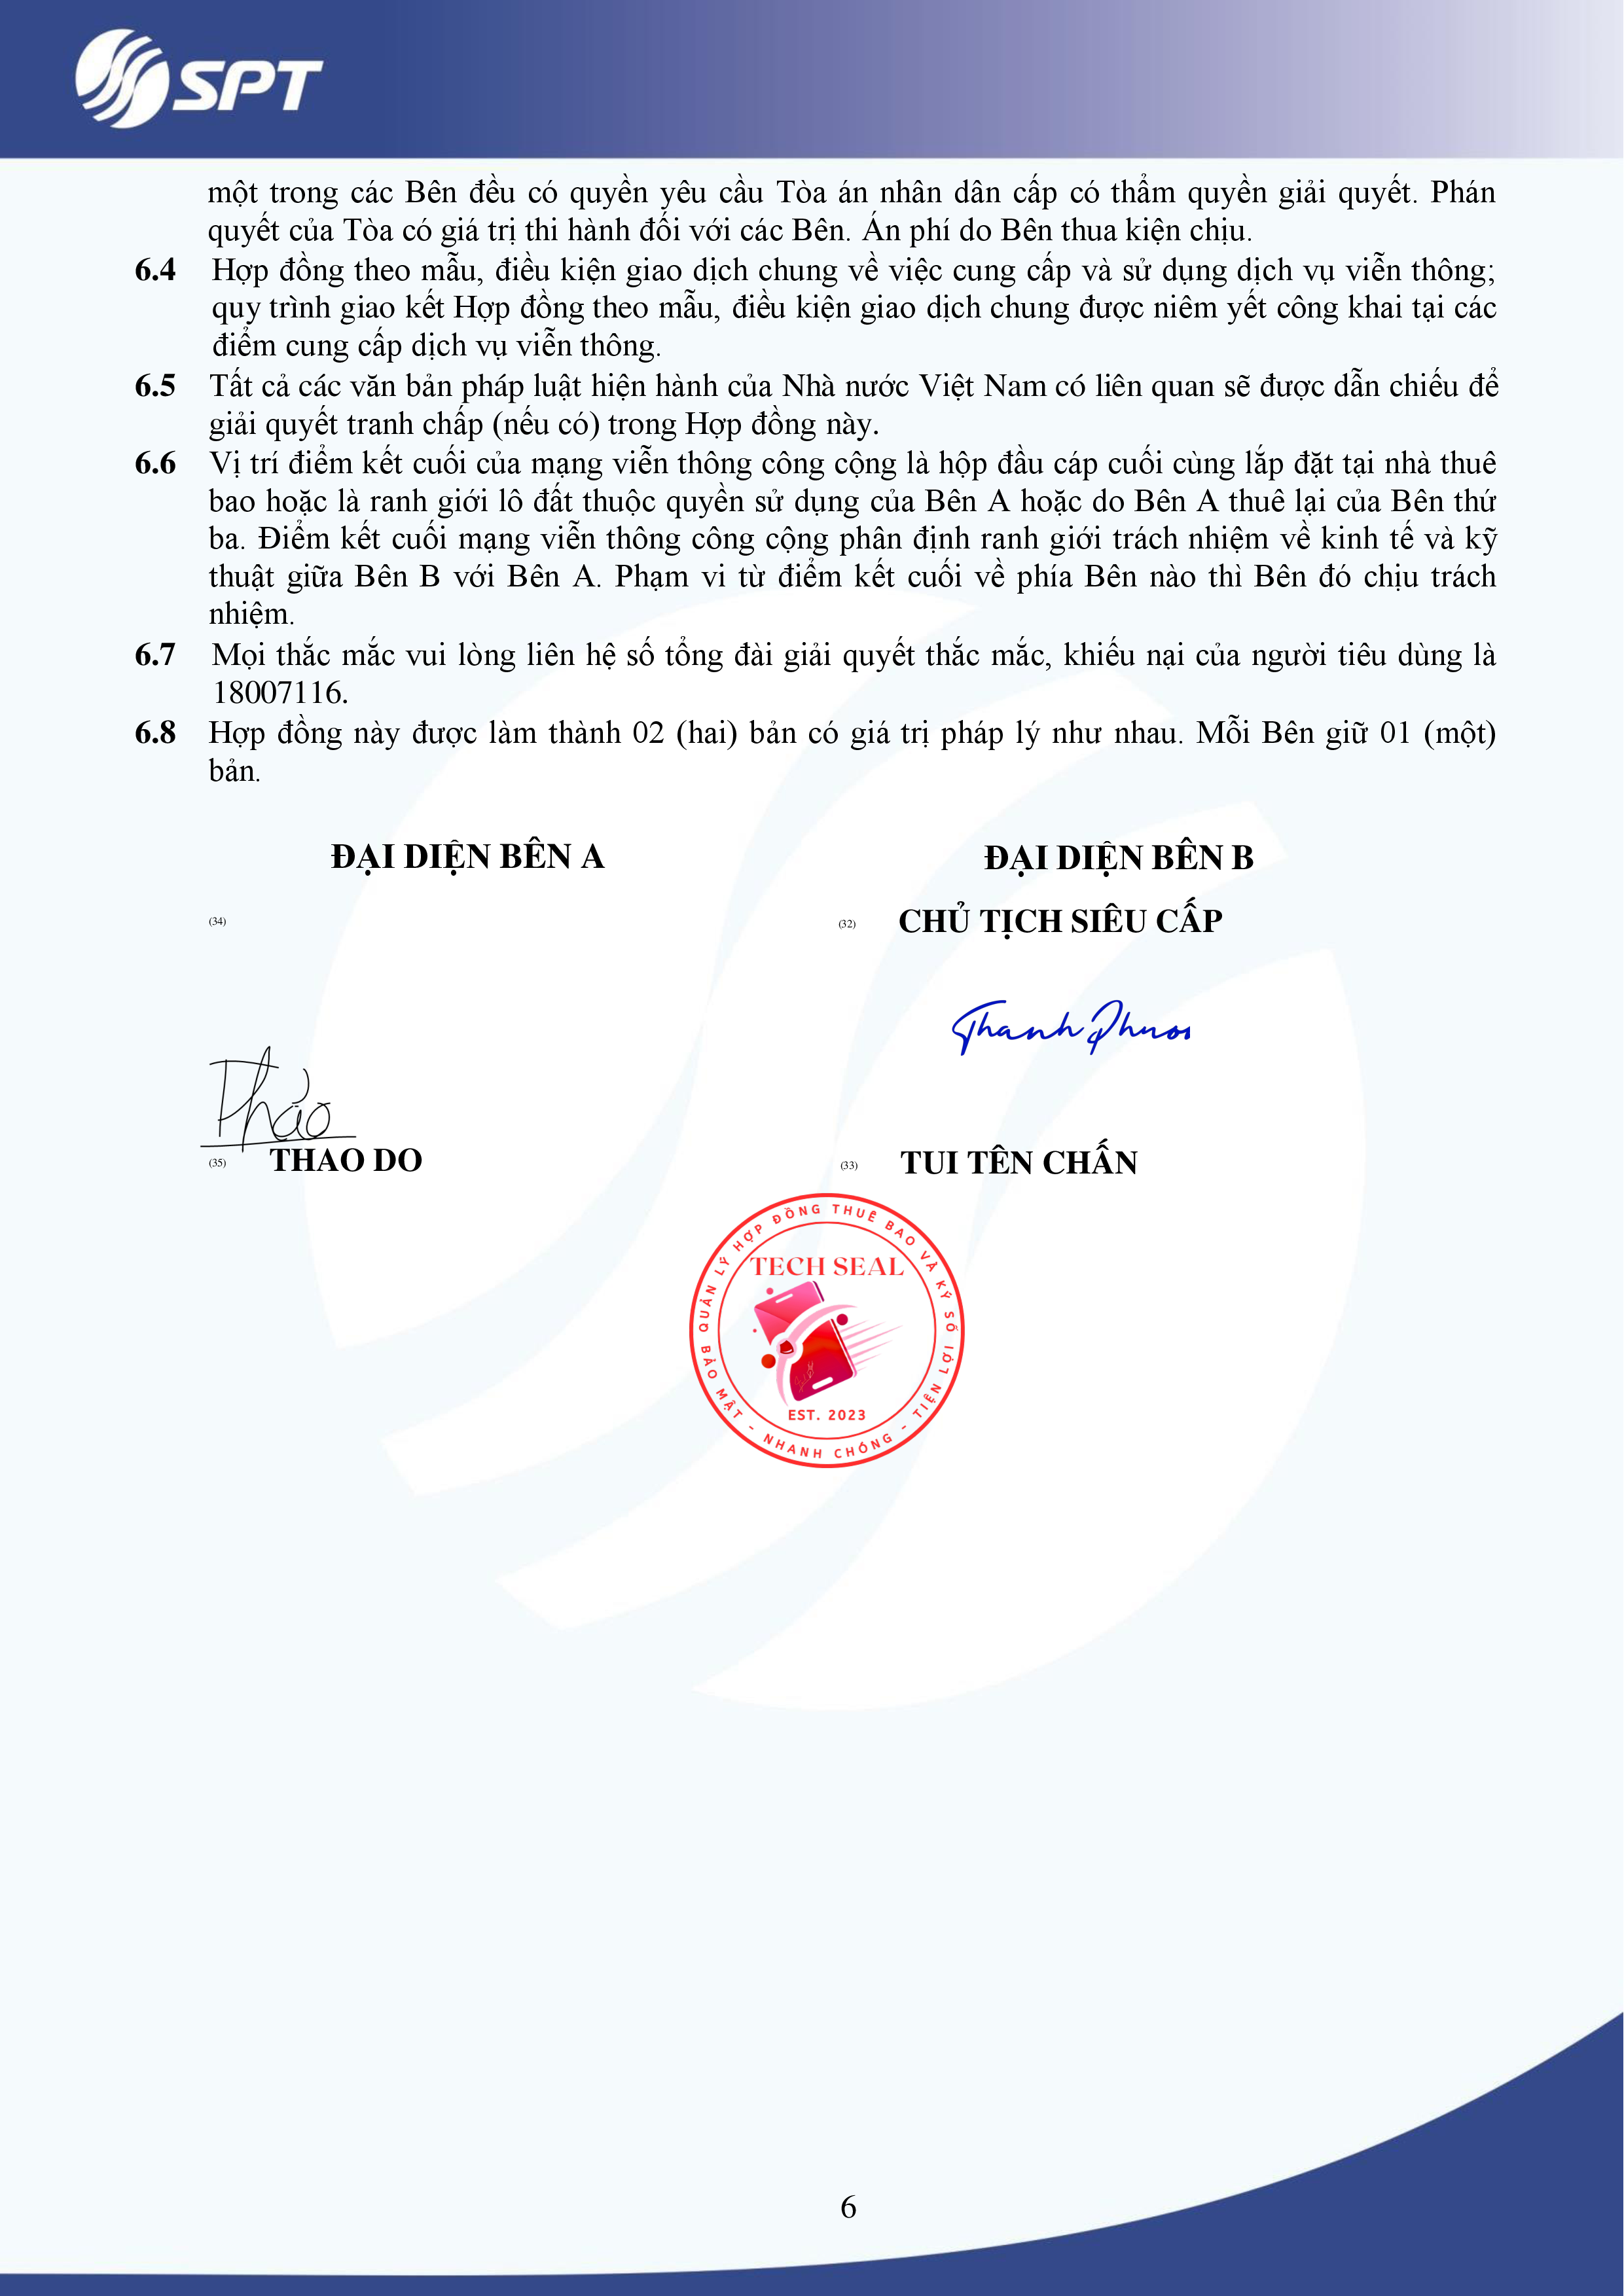 SPT
một trong các Bên đều có quyền yêu cầu Tòa án nhân dân cấp có thẩm quyền giải quyết. Phán
quyết của Tòa có giá trị thi hành đối với các Bên. Án phí do Bên thua kiện chịu.
6.4 Hợp đồng theo mẫu, điều kiện giao dịch chung về việc cung cấp và sử dụng dịch vụ viễn thông;
quy trình giao kết Hợp đồng theo mẫu, điều kiện giao dịch chung được niêm yết công khai tại các
điểm cung cấp dịch vụ viễn thông.
6.5 Tất cả các văn bản pháp luật hiện hành của Nhà nước Việt Nam có liên quan sẽ được dẫn chiếu để
giải quyết tranh chấp (nếu có) trong Hợp đồng này.
6.6 Vị trí điểm kết cuối của mạng viễn thông công cộng là hộp đầu cáp cuối cùng lắp đặt tại nhà thuê
bao hoặc là ranh giới lô đất thuộc quyền sử dụng của Bên A hoặc do Bên A thuê lại của Bên thứ
ba. Điểm kết cuối mạng viễn thông công cộng phân định ranh giới trách nhiệm về kinh tế và kỹ
thuật giữa Bên B với Bên A. Phạm vi từ điểm kết cuối về phía Bên nào thì Bên đó chịu trách
nhiệm.
6.7 Mọi thắc mắc vui lòng liên hệ số tổng đài giải quyết thắc mắc, khiếu nại của người tiêu dùng là
18007116.
6.8 Hợp đồng này được làm thành 02 (hai) bản có giá trị pháp lý như nhau. Mỗi Bên giữ 01 (một)
bản.
ĐẠI DIỆN BÊN A
ĐẠI DIỆN BÊN B
(34)
(32) CHỦ TỊCH SIÊU CẤP
Thanh
Thảo
(35) THAO DO
(33) TUI TÊN CHẤN
QUẢN LÝ HỢP ĐỒNG THUÊ BAO VÀ KÝ SỐ
TECH SEAL
EST. 2023
BẢO MẬT - NHANH CHÓNG - TIỆN LỢI
6